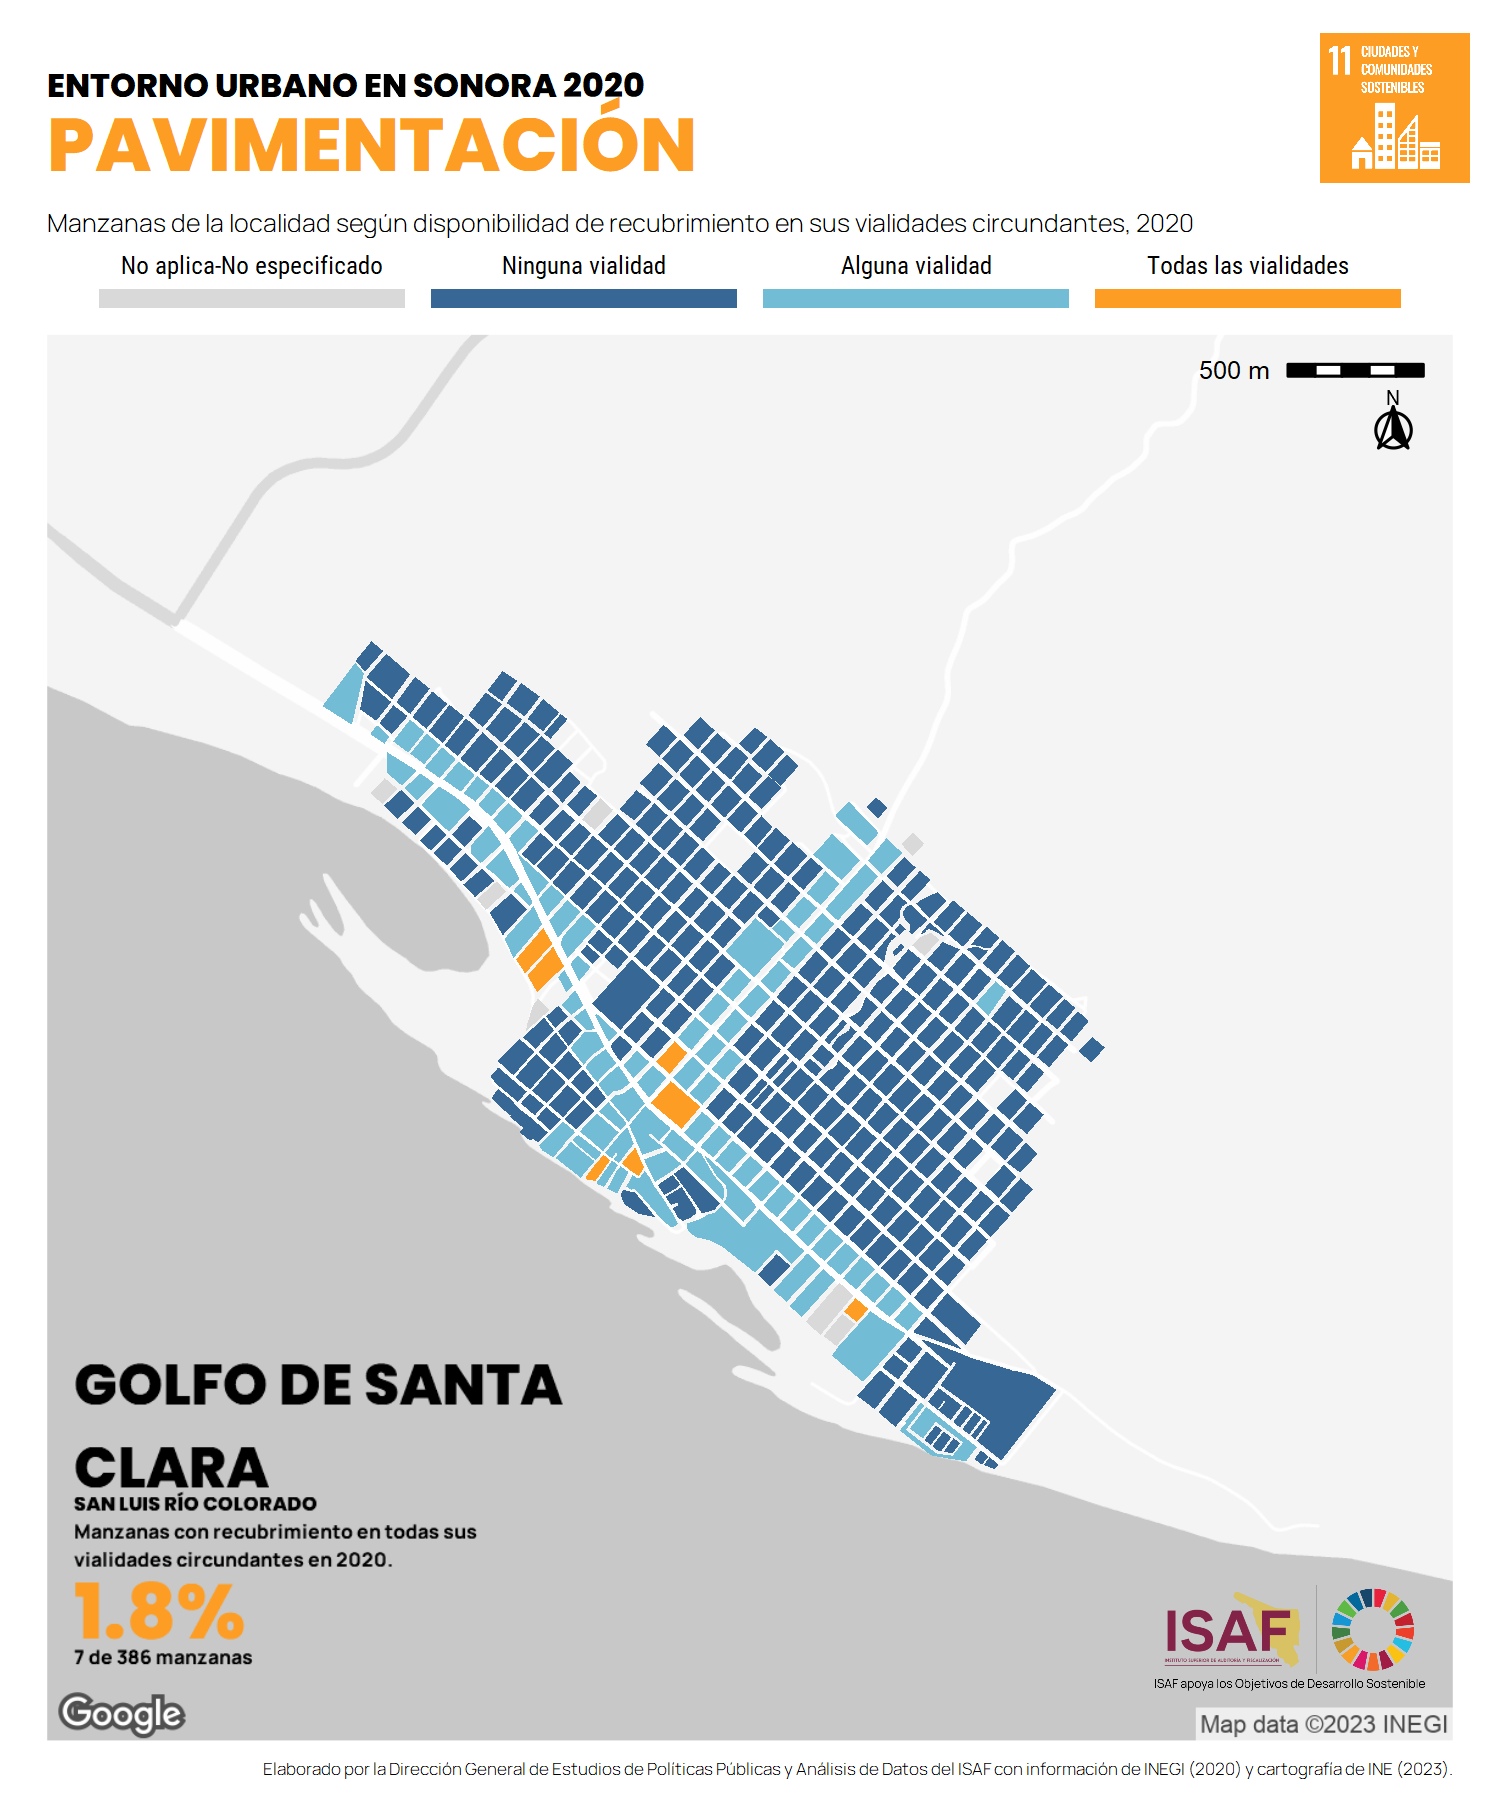 ENTORNO URBANO EN SONORA 2020
PAVIMENTACIÓN
11 CIUDADES Y
COMUNIDADES
SOSTENIBLES
Manzanas de la localidad según disponibilidad de recubrimiento en sus vialidades circundantes, 2020
No aplica-No especificado
Ninguna vialidad
Alguna vialidad
Todas las vialidades
500 m
N
GOLFO DE SANTA
CLARA
SAN LUIS RÍO COLORADO
Manzanas con recubrimiento en todas sus
vialidades circundantes en 2020.
1.8%
7 de 386 manzanas
ISAF
INSTITUTO SUPERIOR DE AUDITORÍA Y FISCALIZACIÓN
ISAF apoya los Objetivos de Desarrollo Sostenible
Google
Map data ©2023 INEGI
Elaborado por la Dirección General de Estudios de Políticas Públicas y Análisis de Datos del ISAF con información de INEGI (2020) y cartografía de INE (2023).